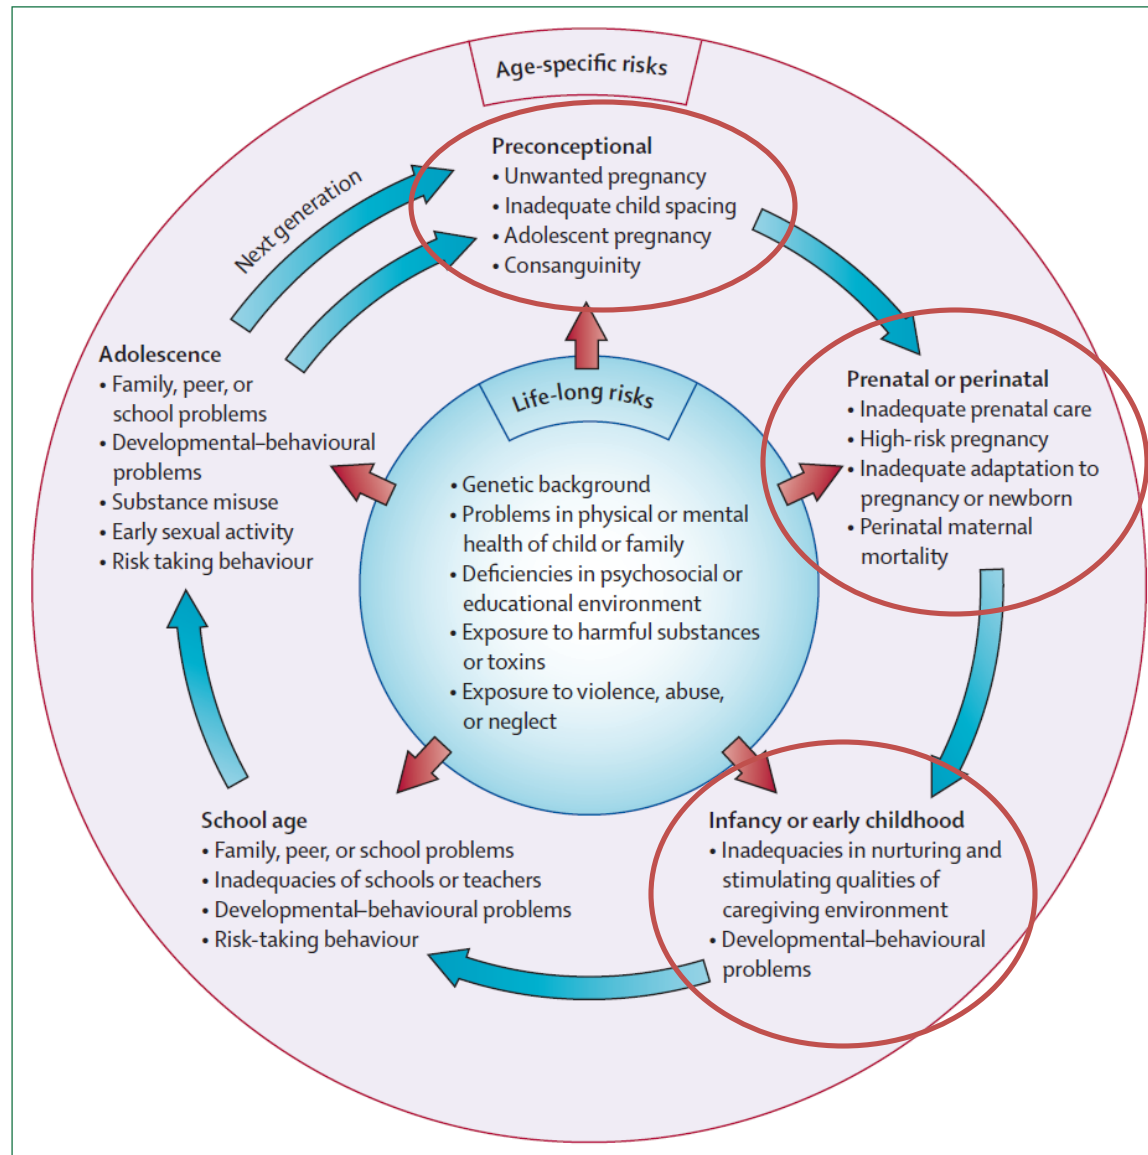 Age-specific risks
Preconceptional
• Unwanted pregnancy
• Inadequate child spacing
• Adolescent pregnancy
• Consanguinity
Next generation
Prenatal or perinatal
• Inadequate prenatal care
• High-risk pregnancy
• Inadequate adaptation to
pregnancy or newborn
• Perinatal maternal
mortality
Infancy or early childhood
• Inadequacies in nurturing and
stimulating qualities of
caregiving environment
• Developmental–behavioural
problems
School age
• Family, peer, or school problems
• Inadequacies of schools or teachers
• Developmental–behavioural problems
• Risk-taking behaviour
Adolescence
• Family, peer, or
school problems
• Developmental–behavioural
problems
• Substance misuse
• Early sexual activity
• Risk taking behaviour
Life-long risks
• Genetic background
• Problems in physical or mental
health of child or family
• Deficiencies in psychosocial or
educational environment
• Exposure to harmful substances
or toxins
• Exposure to violence, abuse,
or neglect